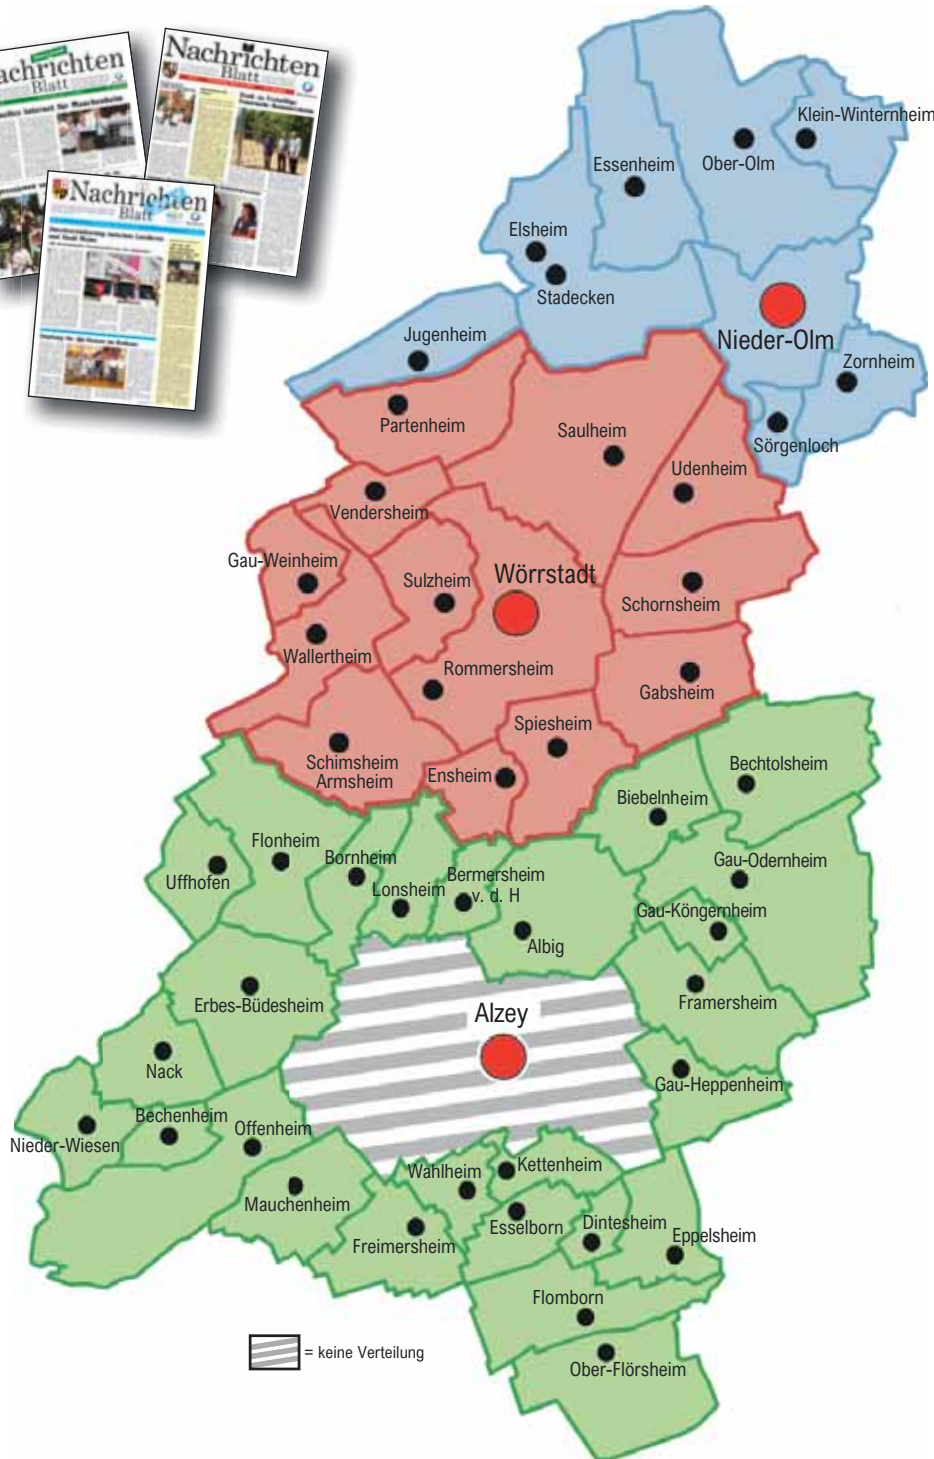 Nachrichten
Blatt
Nachrichten
Blatt
Nachrichten
Blatt
Klein-Winternheim
Ober-Olm
Essenheim
Elsheim
Stadecken
Nieder-Olm
Jugenheim
Zornheim
Sörgenloch
Partenheim
Saulheim
Udenheim
Vendersheim
Gau-Weinheim
Sulzheim
Wörrstadt
Schornsheim
Wallertheim
Rommersheim
Gabsheim
Spiesheim
Schimsheim
Armsheim
Ensheim
Bechtolsheim
Biebelnheim
Flonheim
Bornheim
Uffhofen
Lonsheim
Bermersheim
v. d. H
Gau-Odernheim
Gau-Köngernheim
Albig
Erbes-Büdesheim
Framersheim
Alzey
Nack
Gau-Heppenheim
Nieder-Wiesen
Bechenheim
Offenheim
Mauchenheim
Wahlheim
Kettenheim
Freimersheim
Esselborn
Dintesheim
Eppelsheim
Flomborn
Ober-Flörsheim
= keine Verteilung